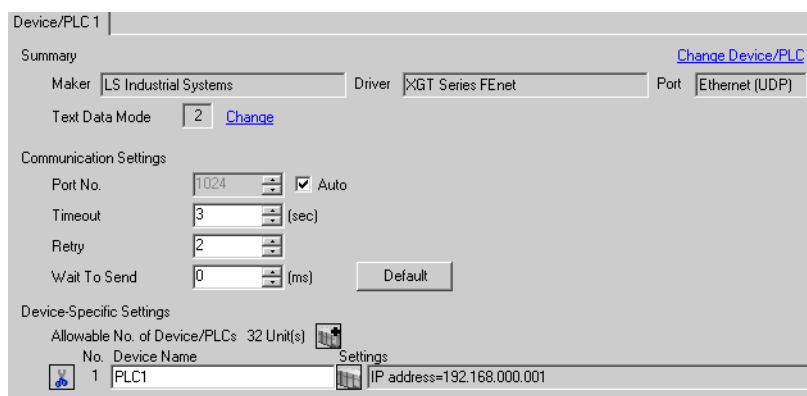 Device/PLC 1
Summary
Change Device/PLC
Maker LS Industrial Systems Driver XGT Series FEnet Port Ethernet (UDP)
Text Data Mode 2 Change
Communication Settings
Port No. 1024 Auto
Timeout 3 (sec)
Retry 2
Wait To Send 0 (ms) Default
Device-Specific Settings
Allowable No. of Device/PLCs 32 Unit(s)
No. Device Name Settings
1 PLC1 IP address=192.168.000.001